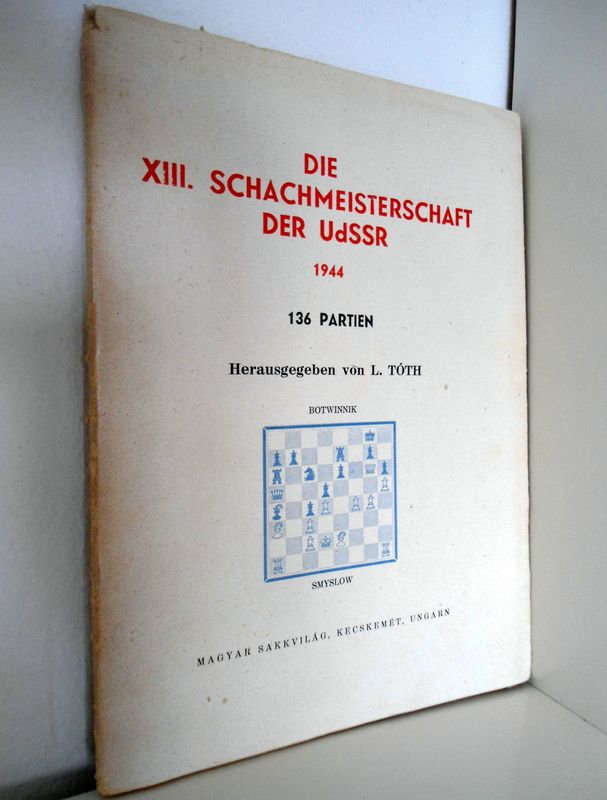 DIE
XIII. SCHACHMEISTERSCHAFT
DER UdSSR
1944
136 PARTIEN
Herausgegeben von L. TÓTH
BOTWINNIK
SMYSLOW
MAGYAR SAKKVILÁG, KECSKEMÉT, UNGARN